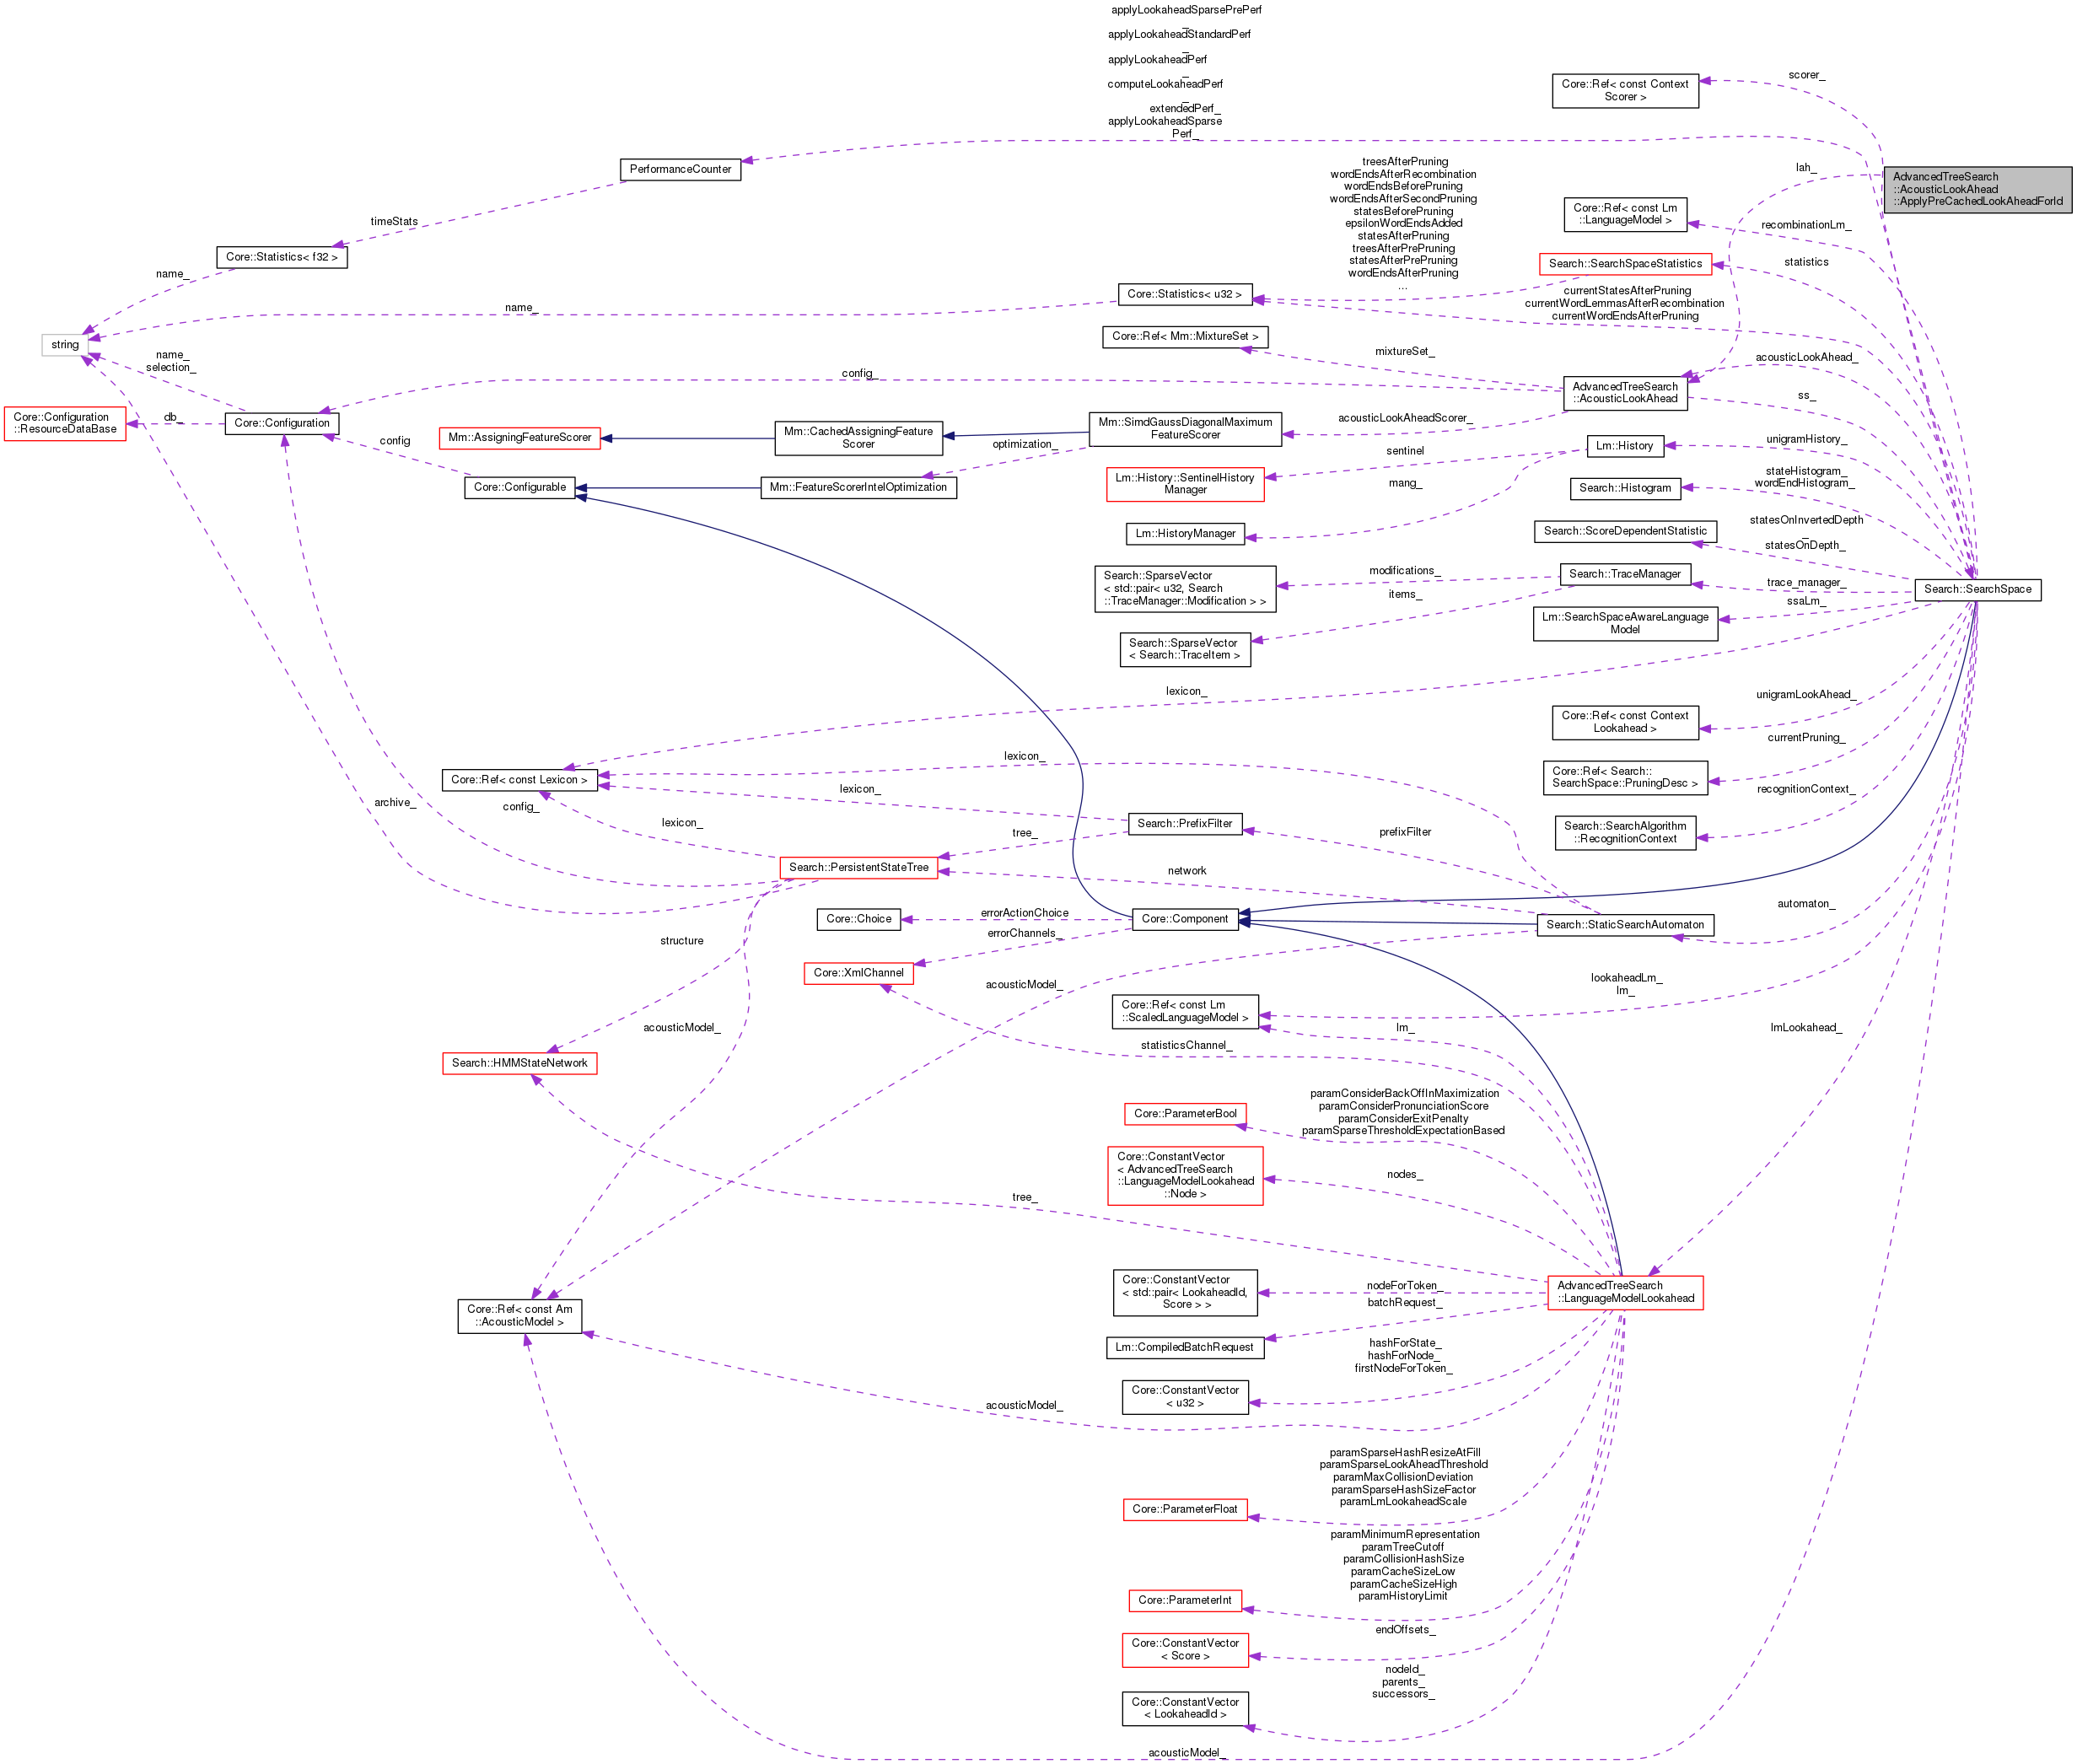 applyLookaheadSparsePrePerf
_
applyLookaheadStandardPerf
_
applyLookaheadPerf
_
computeLookaheadPerf
_
extendedPerf_
applyLookaheadSparse
Perf_
scorer_
Core::Ref< const Context
Scorer >
PerformanceCounter
lah_
AdvancedTreeSearch
::AcousticLookAhead
::ApplyPreCachedLookAheadForId
treesAfterPruning
wordEndsAfterRecombination
wordEndsBeforePruning
wordEndsAfterSecondPruning
statesBeforePruning
epsilonWordEndsAdded
statesAfterPruning
treesAfterPrePruning
statesAfterPrePruning
wordEndsAfterPruning
...
Core::Ref< const Lm
::LanguageModel >
recombinationLm_
timeStats
Core::Statistics< f32 >
name_
Search::SearchSpaceStatistics
statistics
Core::Statistics< u32 >
name_
currentStatesAfterPruning
currentWordLemmasAfterRecombination
currentWordEndsAfterPruning
string
Core::Ref< Mm::MixtureSet >
mixtureSet_
acousticLookAhead_
name_
selection_
config_
AdvancedTreeSearch
::AcousticLookAhead
ss_
Core::Configuration
::ResourceDataBase
db_
Core::Configuration
acousticLookAheadScorer_
Mm::AssigningFeatureScorer
Mm::CachedAssigningFeature
Scorer
Mm::SimdGaussDiagonalMaximum
FeatureScorer
config
optimization_
Lm::History
unigramHistory_
sentinel
Lm::History::SentinelHistory
Manager
mang_
Core::Configurable
Mm::FeatureScorerIntelOptimization
Search::Histogram
stateHistogram_
wordEndHistogram_
Lm::HistoryManager
Search::ScoreDependentStatistic
statesOnInvertedDepth
_
statesOnDepth_
Search::SparseVector
< std::pair< u32, Search
::TraceManager::Modification > >
modifications_
items_
Search::TraceManager
trace_manager_
Search::SearchSpace
ssaLm_
Lm::SearchSpaceAwareLanguage
Model
Search::SparseVector
< Search::TraceItem >
lexicon_
unigramLookAhead_
Core::Ref< const Context
Lookahead >
currentPruning_
Core::Ref< Search::
SearchSpace::PruningDesc >
lexicon_
Core::Ref< const Lexicon >
lexicon_
recognitionContext_
archive_
config_
lexicon_
tree_
Search::PrefixFilter
prefixFilter
Search::SearchAlgorithm
::RecognitionContext
Search::PersistentStateTree
network
Core::Choice
errorActionChoice
Core::Component
automaton_
Search::StaticSearchAutomaton
structure
errorChannels_
Core::XmlChannel
acousticModel_
Core::Ref< const Lm
::ScaledLanguageModel >
lookaheadLm_
lm_
acousticModel_
lm_
lmLookahead_
statisticsChannel_
Search::HMMStateNetwork
Core::ParameterBool
paramConsiderBackOffInMaximization
paramConsiderPronunciationScore
paramConsiderExitPenalty
paramSparseThresholdExpectationBased
Core::ConstantVector
< AdvancedTreeSearch
::LanguageModelLookahead
::Node >
nodes_
tree_
Core::ConstantVector
< std::pair< LookaheadId,
Score > >
nodeForToken_
batchRequest_
AdvancedTreeSearch
::LanguageModelLookahead
Core::Ref< const Am
::AcousticModel >
Lm::CompiledBatchRequest
hashForState_
hashForNode_
firstNodeForToken_
Core::ConstantVector
< u32 >
acousticModel_
paramSparseHashResizeAtFill
paramSparseLookAheadThreshold
paramMaxCollisionDeviation
paramSparseHashSizeFactor
paramLmLookaheadScale
Core::ParameterFloat
paramMinimumRepresentation
paramTreeCutoff
paramCollisionHashSize
paramCacheSizeLow
paramCacheSizeHigh
paramHistoryLimit
Core::ParameterInt
endOffsets_
Core::ConstantVector
< Score >
nodeId_
parents_
successors_
Core::ConstantVector
< LookaheadId >
acousticModel_